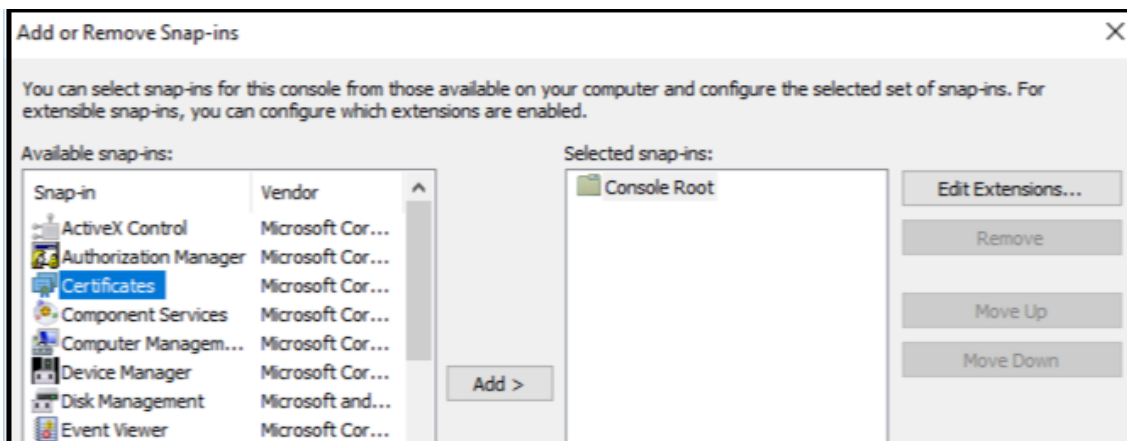 Add or Remove Snap-ins
You can select snap-ins for this console from those available on your computer and configure the selected set of snap-ins. For
extensible snap-ins, you can configure which extensions are enabled.
Available snap-ins:
Snap-in Vendor
ActiveX Control Microsoft Cor...
Authorization Manager Microsoft Cor...
Certificates Microsoft Cor...
Component Services Microsoft Cor...
Computer Managem... Microsoft Cor...
Device Manager Microsoft Cor...
Disk Management Microsoft and...
Event Viewer Microsoft Cor...
Add >
Selected snap-ins:
Console Root
Edit Extensions...
Remove
Move Up
Move Down